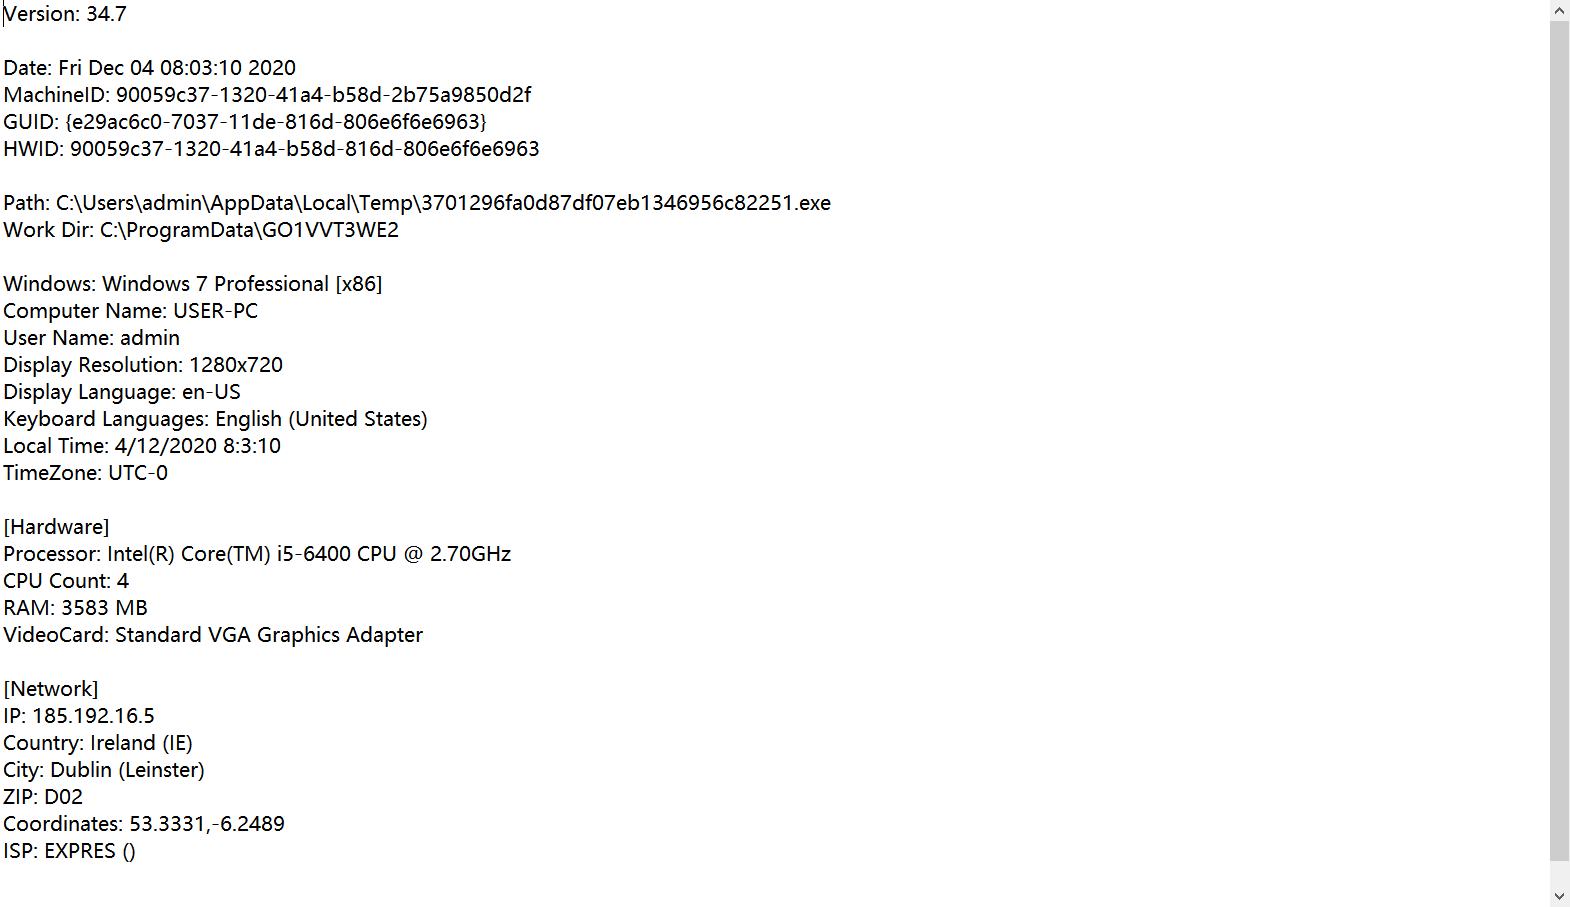 Version: 34.7
Date: Fri Dec 04 08:03:10 2020
MachineID: 90059c37-1320-41a4-b58d-2b75a9850d2f
GUID: {e29ac6c0-7037-11de-816d-806e6f6e6963}
HWID: 90059c37-1320-41a4-b58d-816d-806e6f6e6963
Path: C:\Users\admin\AppData\Local\Temp\3701296fa0d87df07eb1346956c82251.exe
Work Dir: C:\ProgramData\GO1VVT3WE2
Windows: Windows 7 Professional [x86]
Computer Name: USER-PC
User Name: admin
Display Resolution: 1280x720
Display Language: en-US
Keyboard Languages: English (United States)
Local Time: 4/12/2020 8:3:10
TimeZone: UTC-0
[Hardware]
Processor: Intel(R) Core(TM) i5-6400 CPU @ 2.70GHz
CPU Count: 4
RAM: 3583 MB
VideoCard: Standard VGA Graphics Adapter
[Network]
IP: 185.192.16.5
Country: Ireland (IE)
City: Dublin (Leinster)
ZIP: D02
Coordinates: 53.3331,-6.2489
ISP: EXPRES ()